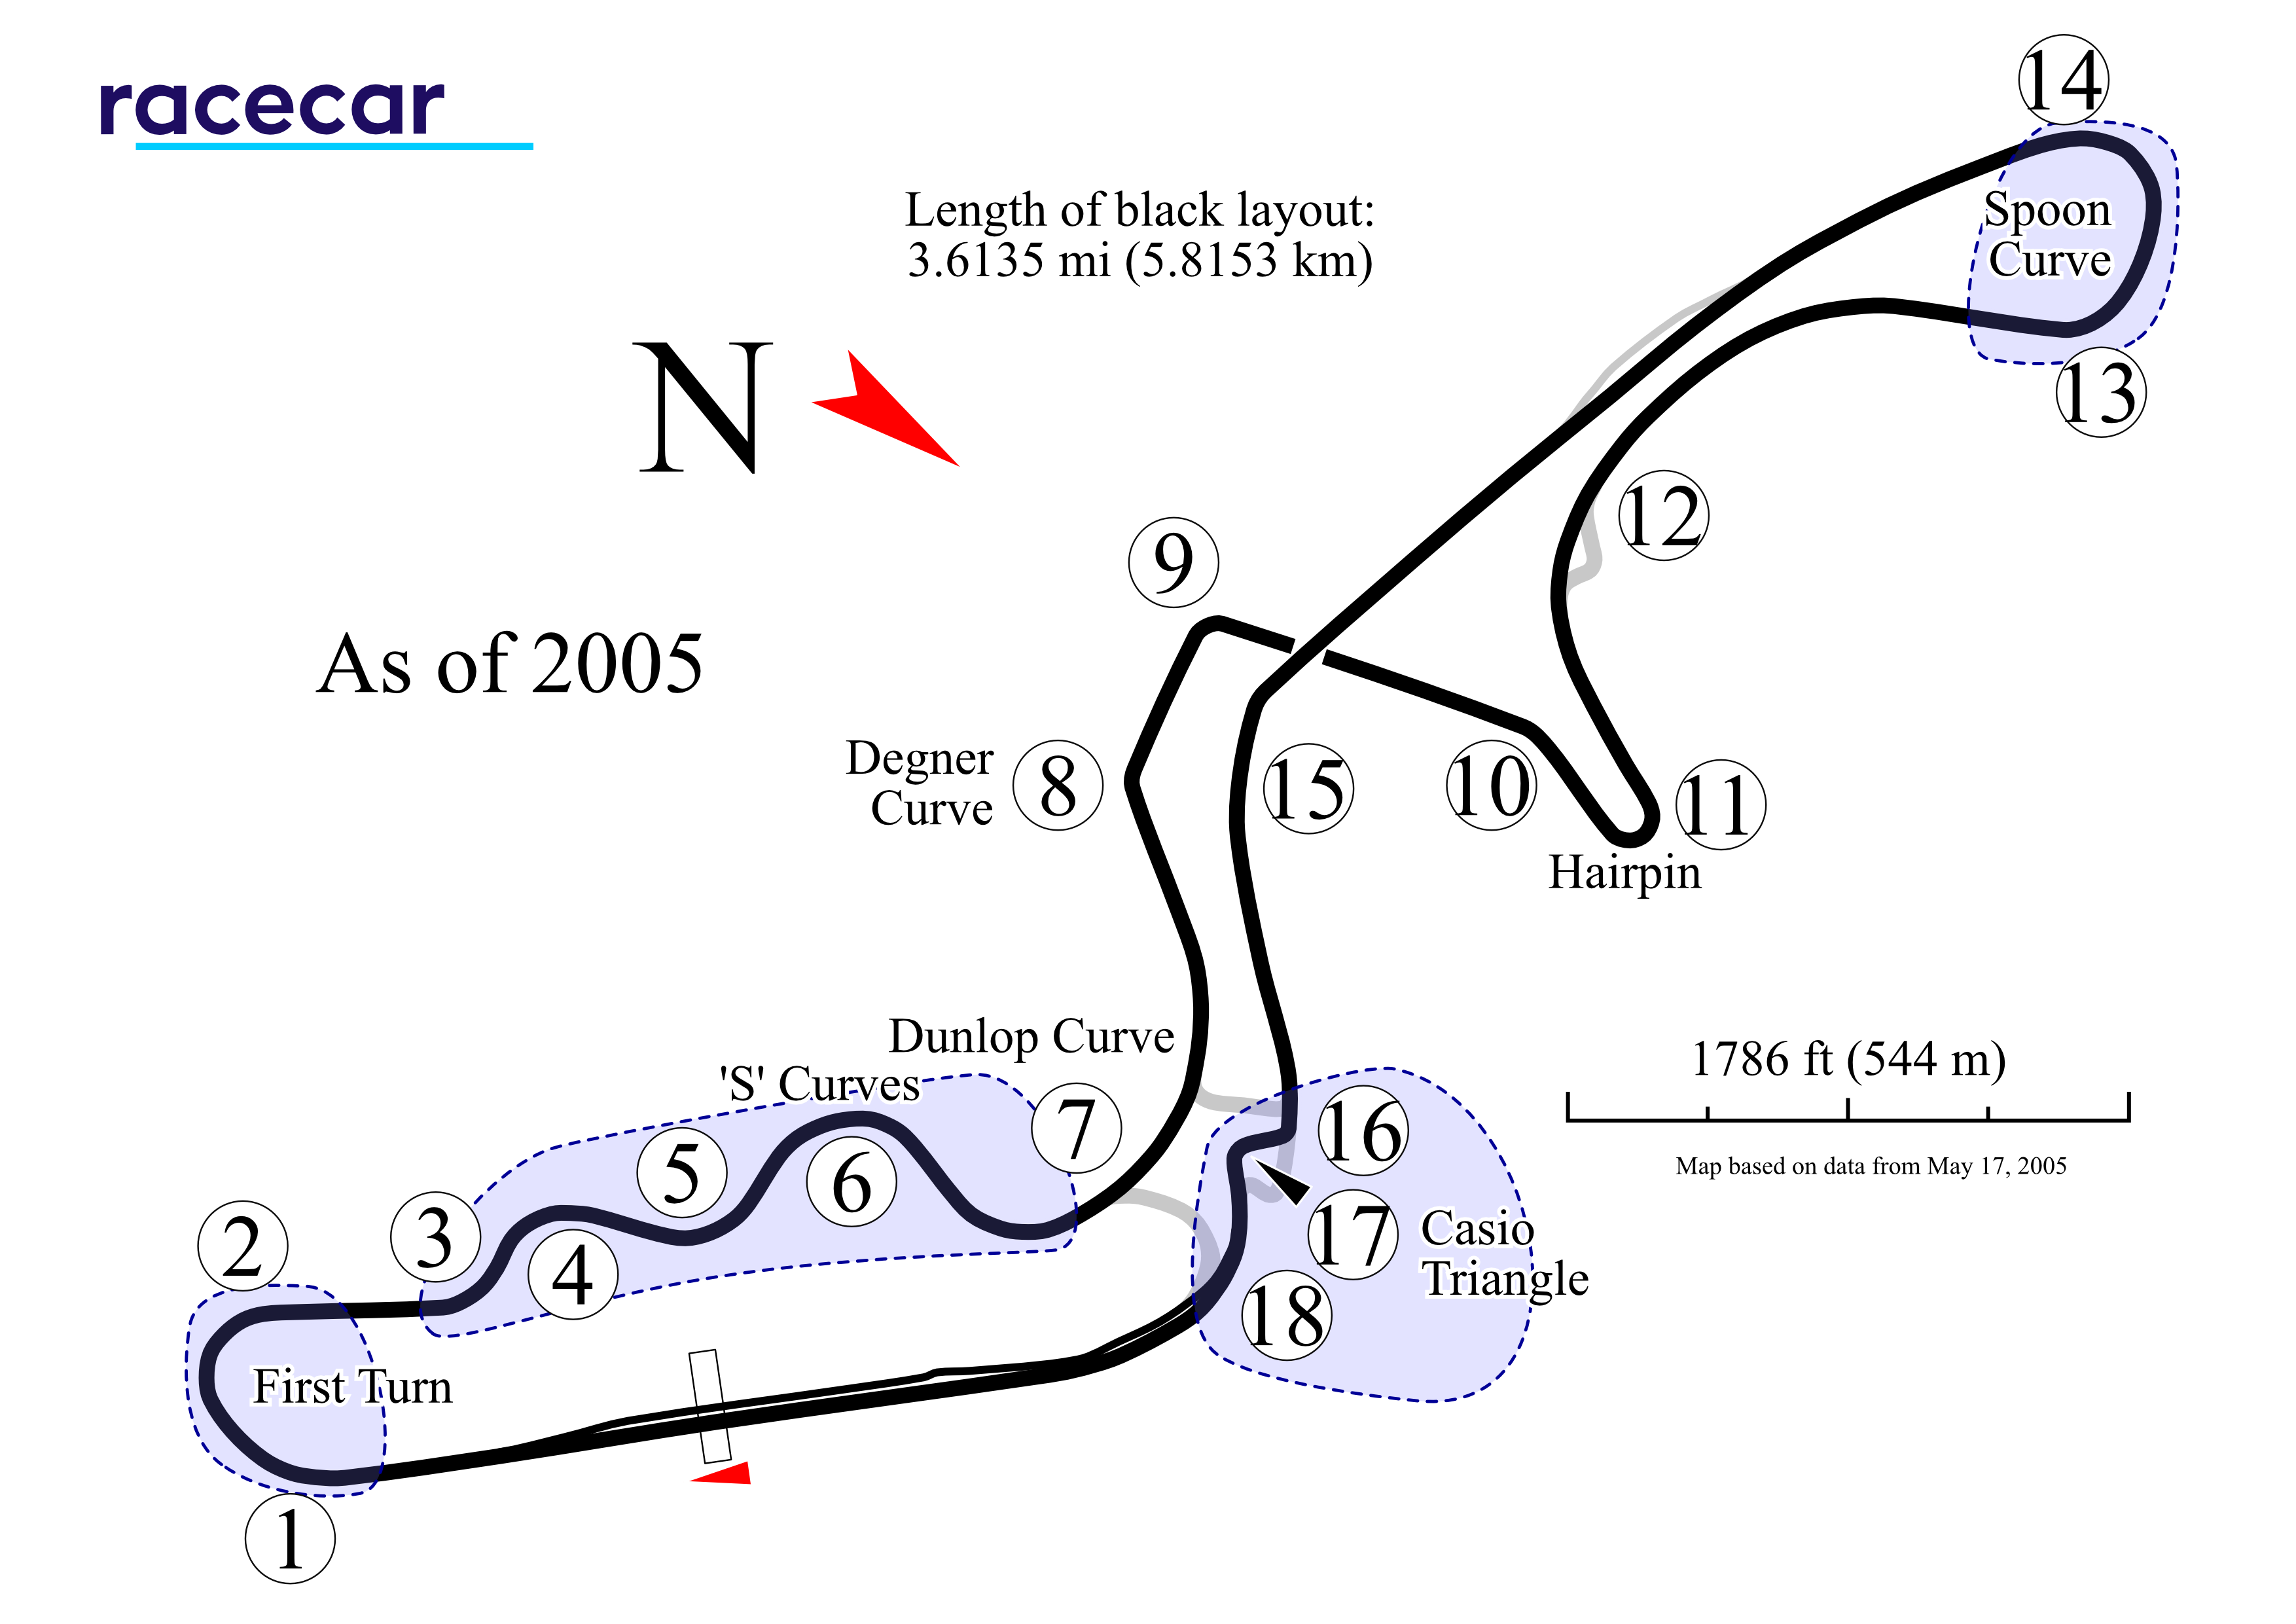 racecar
Length of black layout:
3.6135 mi (5.8153 km)
N
As of 2005
14
Spoon
Curve
13
12
9
Degner
Curve
8
15
10
11
Hairpin
Dunlop Curve
'S' Curves
7
16
1786 ft (544 m)
Map based on data from May 17, 2005
5
6
17
Casio
Triangle
2
3
4
18
First Turn
1